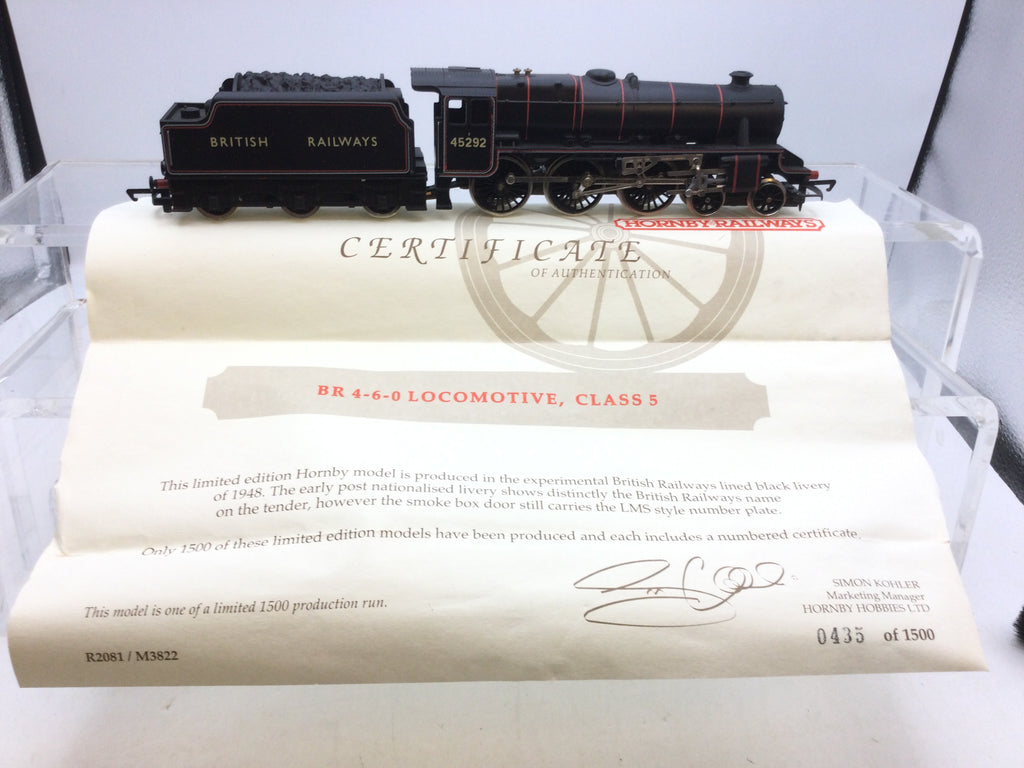 BRITISH RAILWAYS
45292
HORNBY RAILWAYS
CERTIFICATE
OF AUTHENTICATION
BR 4-6-0 LOCOMOTIVE, CLASS 5
This limited edition Hornby model is produced in the experimental British Railways lined black livery
of 1948. The early post nationalised livery shows distinctly the British Railways name
on the tender, however the smoke box door still carries the LMS style number plate.
Only 1500 of these limited edition models have been produced and each includes a numbered certificate.
This model is one of a limited 1500 production run.
SIMON KOHLER
Marketing Manager
HORNBY HOBBIES LTD
0435 of 1500
R2081 / M3822